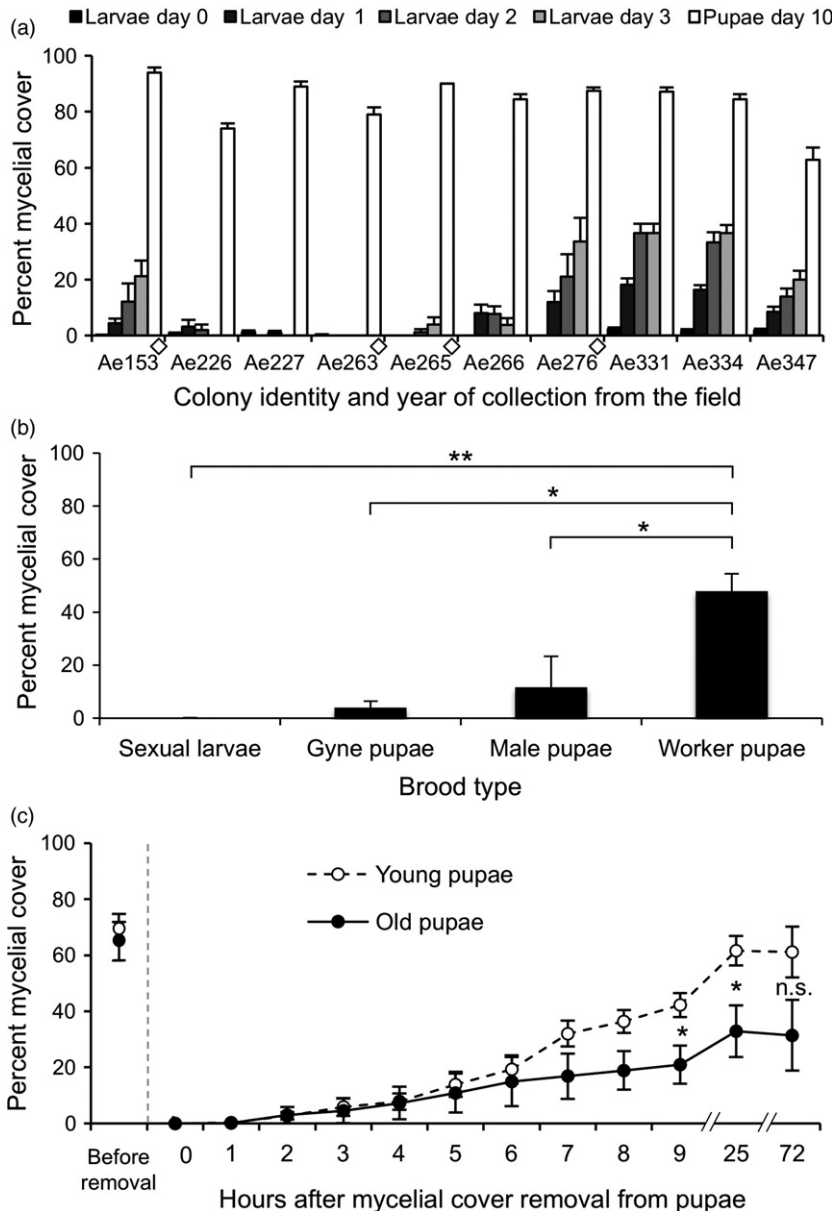 (a)
Larvae day 0 Larvae day 1 Larvae day 2 Larvae day 3 Pupae day 10
Percent mycelial cover
100
80
60
40
20
0
Ae153 Ae226 Ae227 Ae263 Ae265 Ae266 Ae276 Ae331 Ae334 Ae347
Colony identity and year of collection from the field
(b)
Percent mycelial cover
100
80
60
40
20
0
**
*
*
Sexual larvae Gyne pupae Male pupae Worker pupae
Brood type
(c)
Percent mycelial cover
100
80
60
40
20
0
Young pupae
Old pupae
*
*
n.s.
Before removal 0 1 2 3 4 5 6 7 8 9 25 72
Hours after mycelial cover removal from pupae